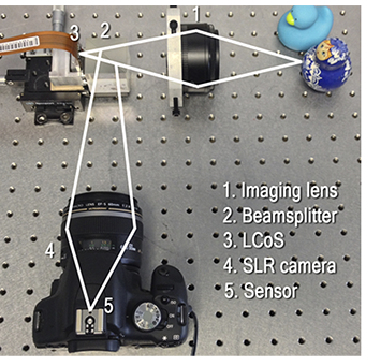 1
3 2
1. Imaging lens
2. Beamsplitter
3. LCoS
4. SLR camera
5. Sensor
4
5